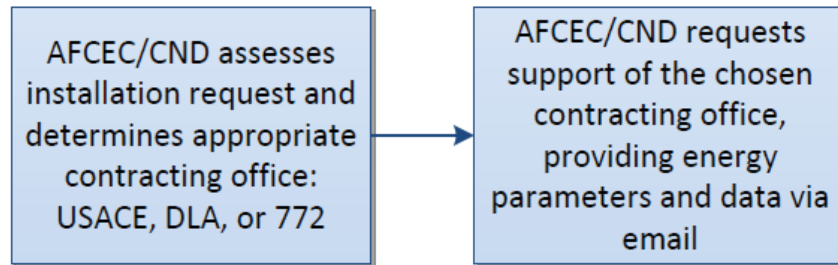 AFCEC/CND assesses
installation request and
determines appropriate
contracting office:
USACE, DLA, or 772
AFCEC/CND requests
support of the chosen
contracting office,
providing energy
parameters and data via
email